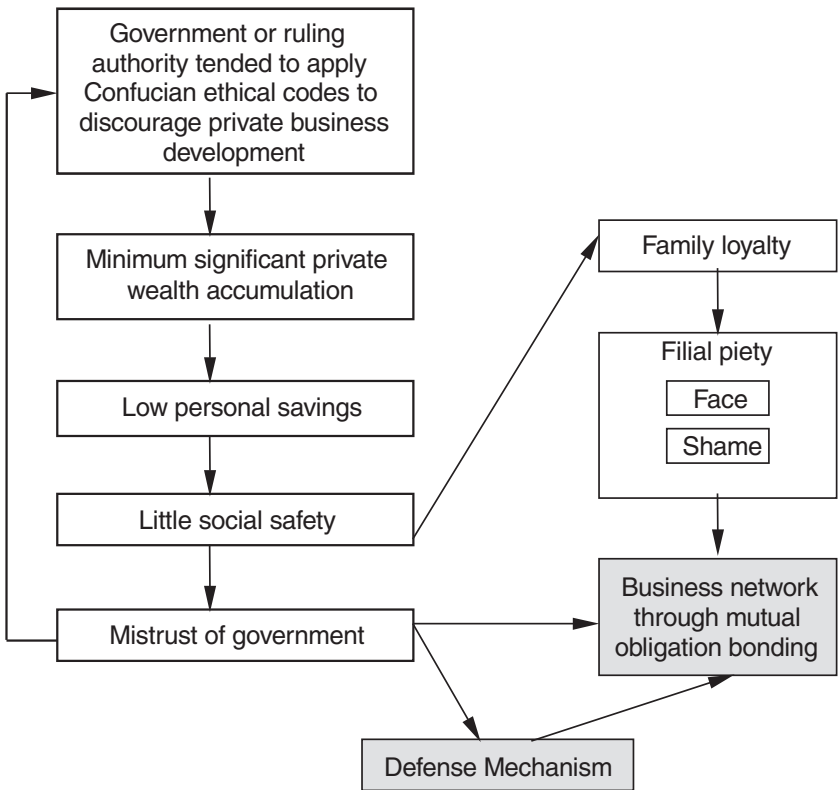 Government or ruling
authority tended to apply
Confucian ethical codes to
discourage private business
development
Minimum significant private
wealth accumulation
Low personal savings
Little social safety
Mistrust of government
Family loyalty
Filial piety
Face
Shame
Business network
through mutual
obligation bonding
Defense Mechanism